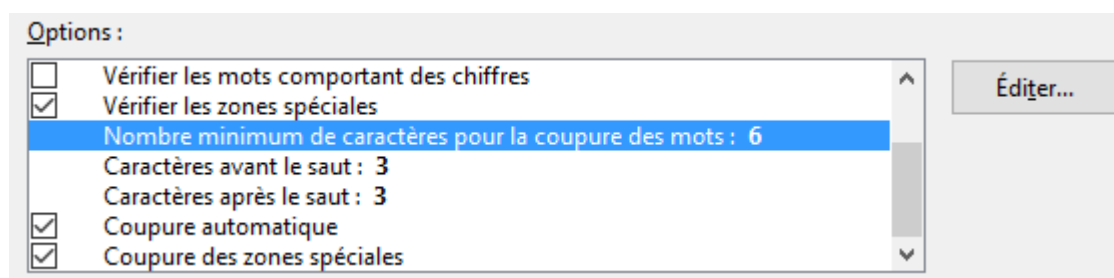 Options :
Vérifier les mots comportant des chiffres
Vérifier les zones spéciales
Éditer...
Nombre minimum de caractères pour la coupure des mots : 6
Caractères avant le saut : 3
Caractères après le saut : 3
Coupure automatique
Coupure des zones spéciales